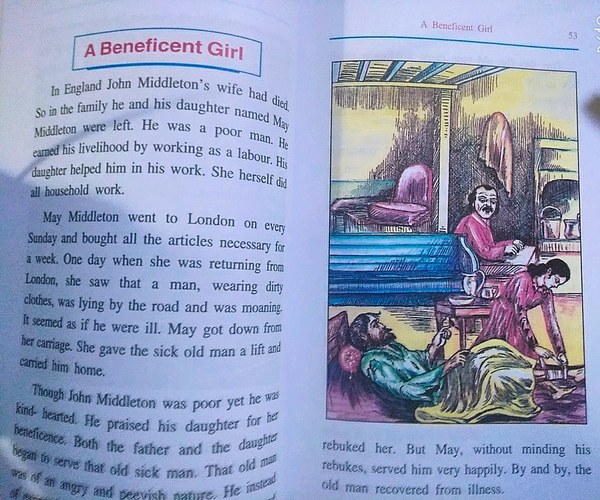 A Beneficent Girl
In England John Middleton's wife had died.
So in the family he and his daughter named May
Middleton were left. He was a poor man. He
earned his livelihood by working as a labour. His
daughter helped him in his work. She herself did
all household work.
May Middleton went to London on every
Sunday and bought all the articles necessary for
a week. One day when she was returning from
London, she saw that a man, wearing dirty
clothes, was lying by the road and was moaning.
It seemed as if he were ill. May got down from
her carriage. She gave the sick old man a lift and
carried him home.
Though John Middleton was poor yet he was
kind- hearted. He praised his daughter for her
beneficence. Both the father and the daughter
began to serve that old sick man. That old man
was of an angry and peevish nature. He instead
A Beneficent Girl
53
rebuked her. But May, without minding his
rebukes, served him very happily. By and by, the
old man recovered from illness.